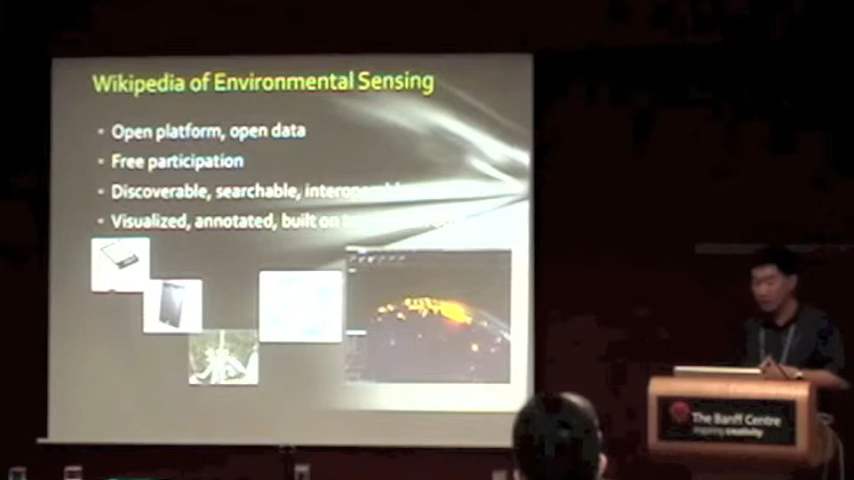 Wikipedia of Environmental Sensing
Open platform, open data
Free participation
Discoverable, searchable,
Visualized, annotated, built on
The Banff Centre
inspiring creativity